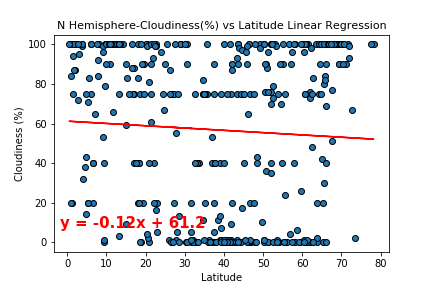 N Hemisphere-Cloudiness(%) vs Latitude Linear Regression
Cloudiness (%)
100
80
60
40
20
0
y = -0.12x + 61.2
0 10 20 30 40 50 60 70 80
Latitude